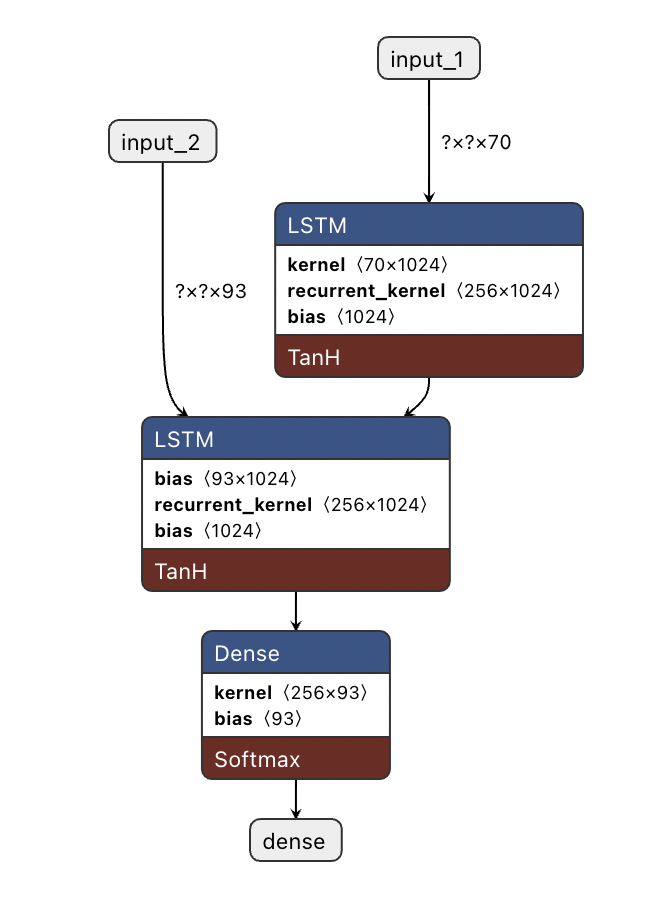 input_1
input_2
?×?×70
LSTM
kernel 〈70×1024〉
recurrent_kernel 〈256×1024〉
bias 〈1024〉
TanH
?×?×93
LSTM
bias 〈93×1024〉
recurrent_kernel 〈256×1024〉
bias 〈1024〉
TanH
Dense
kernel 〈256×93〉
bias 〈93〉
Softmax
dense